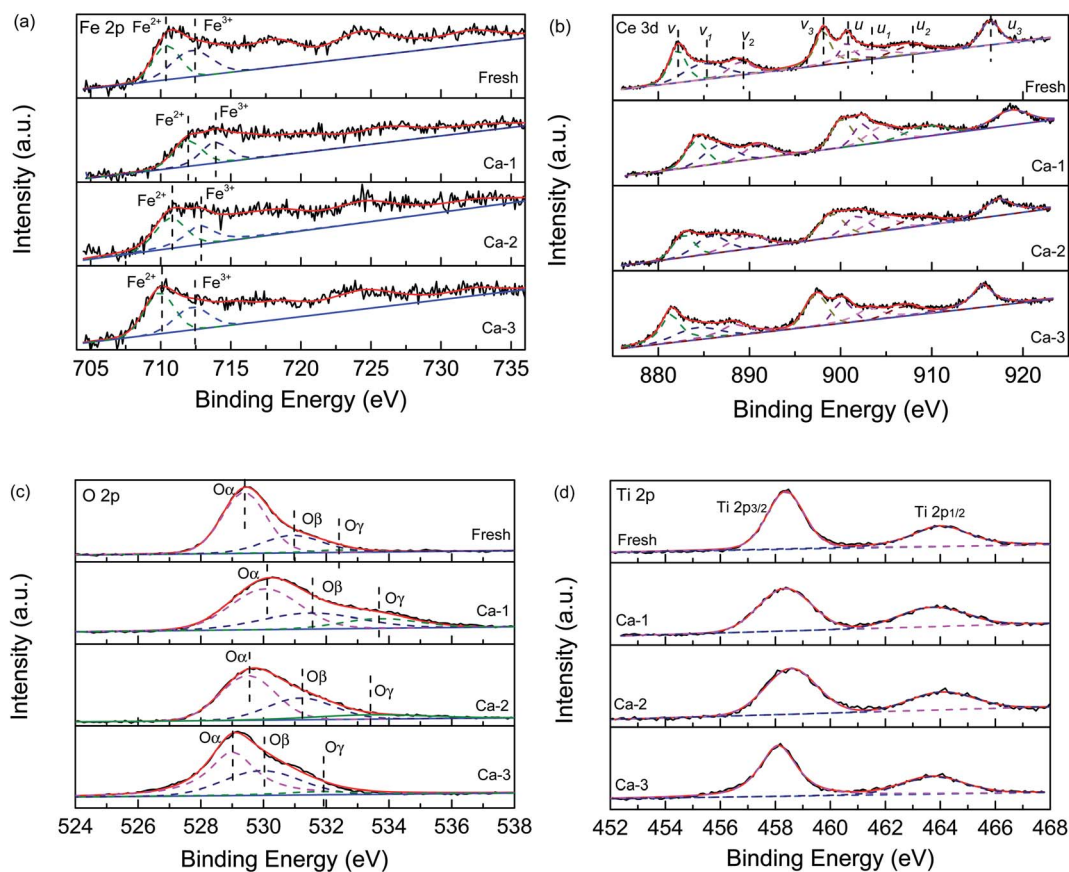 (a)
Fe 2p
Fe2+
Fe3+
Fresh
Fe2+
Fe3+
Ca-1
Fe2+
Fe3+
Ca-2
Fe2+
Fe3+
Ca-3
Intensity (a.u.)
705 710 715 720 725 730 735
Binding Energy (eV)
(b)
Ce 3d
v v1 v2 v3 u u1 u2 u3
Fresh
Ca-1
Ca-2
Ca-3
Intensity (a.u.)
880 890 900 910 920
Binding Energy (eV)
(c)
O 2p
Oα
Oβ
Oγ
Fresh
Oα
Oβ
Oγ
Ca-1
Oα
Oβ
Oγ
Ca-2
Oα
Oβ
Oγ
Ca-3
Intensity (a.u.)
524 526 528 530 532 534 536 538
Binding Energy (eV)
(d)
Ti 2p
Ti 2p3/2
Ti 2p1/2
Fresh
Ca-1
Ca-2
Ca-3
Intensity (a.u.)
452 454 456 458 460 462 464 466 468
Binding Energy (eV)